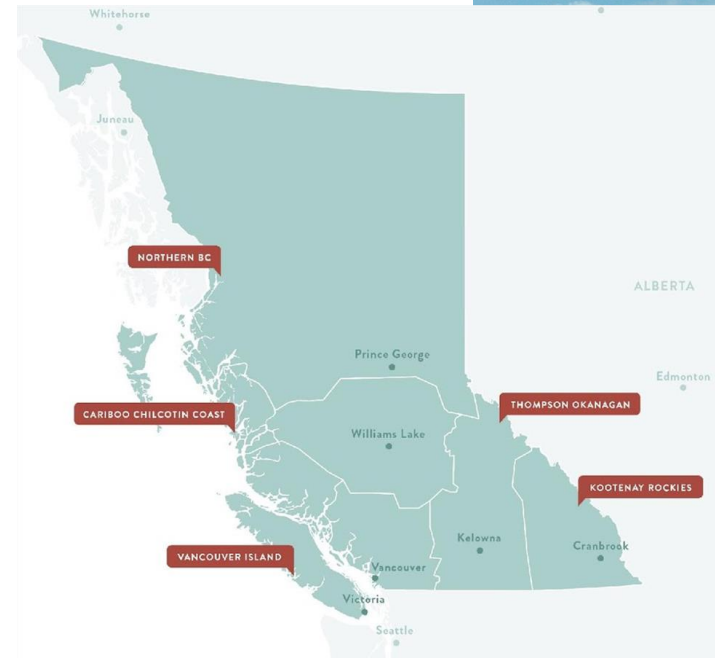 Whitehorse
Juneau
NORTHERN BC
ALBERTA
Prince George
Edmonton
THOMPSON OKANAGAN
CARIBOO CHILCOTIN COAST
Williams Lake
KOOTENAY ROCKIES
Kelowna
Cranbrook
VANCOUVER ISLAND
Vancouver
Victoria
Seattle